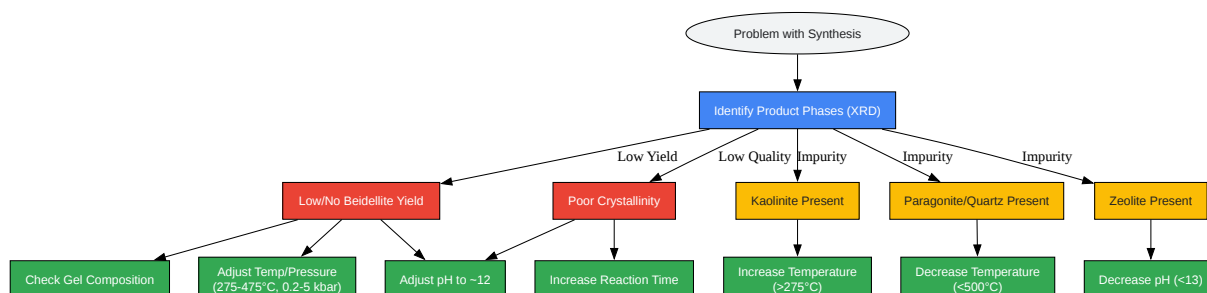 Problem with Synthesis
Identify Product Phases (XRD)
Low Yield
Low Quality
Impurity
Impurity
Impurity
Low/No Beidellite Yield
Poor Crystallinity
Kaolinite Present
Paragonite/Quartz Present
Zeolite Present
Check Gel Composition
Adjust Temp/Pressure
(275-475°C, 0.2-5 kbar)
Adjust pH to ~12
Increase Reaction Time
Increase Temperature
(>275°C)
Decrease Temperature
(<500°C)
Decrease pH (<13)